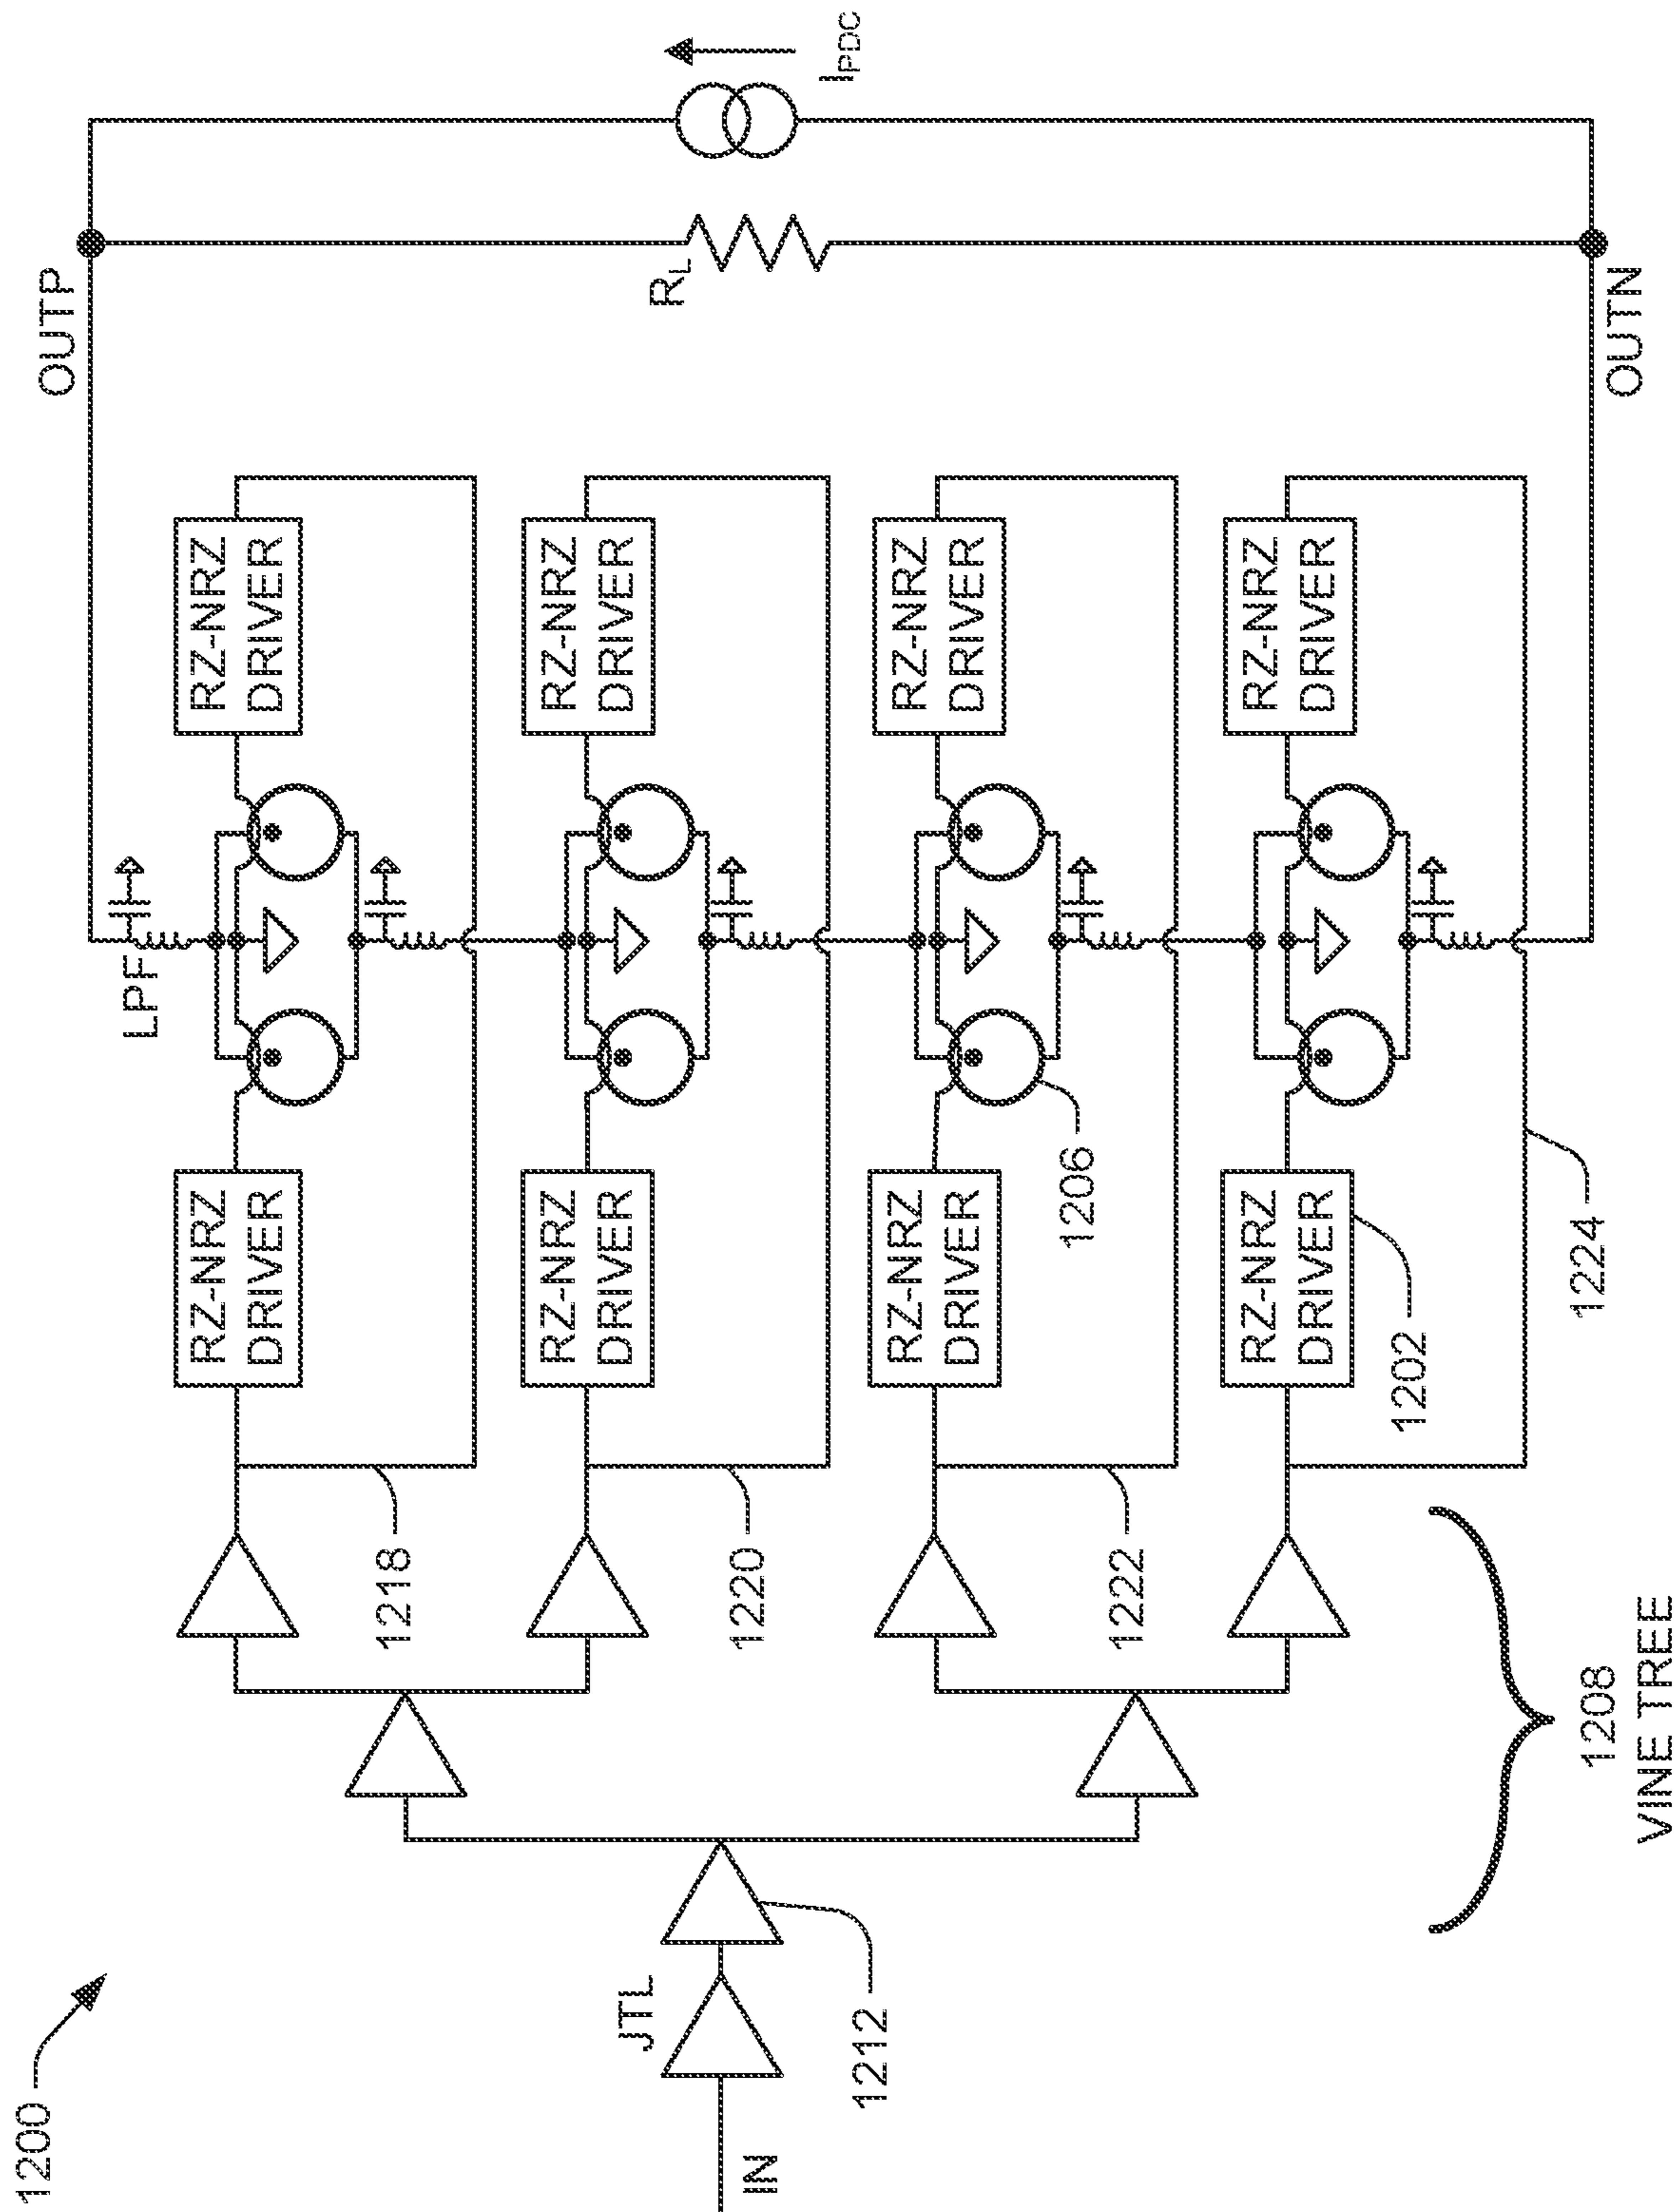 1200
IN
JTL
1212
1208
VINE TREE
1218
1220
1222
1224
RZ-NRZ
DRIVER
RZ-NRZ
DRIVER
RZ-NRZ
DRIVER
RZ-NRZ
DRIVER
1202
1206
LPF
RZ-NRZ
DRIVER
RZ-NRZ
DRIVER
RZ-NRZ
DRIVER
RZ-NRZ
DRIVER
OUTP
OUTN
RL
IPDC